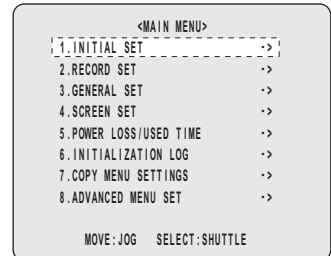 <MAIN MENU>
1.INITIAL SET ->
2.RECORD SET ->
3.GENERAL SET ->
4.SCREEN SET ->
5.POWER LOSS/USED TIME ->
6.INITIALIZATION LOG ->
7.COPY MENU SETTINGS ->
8.ADVANCED MENU SET ->
MOVE:JOG SELECT:SHUTTLE